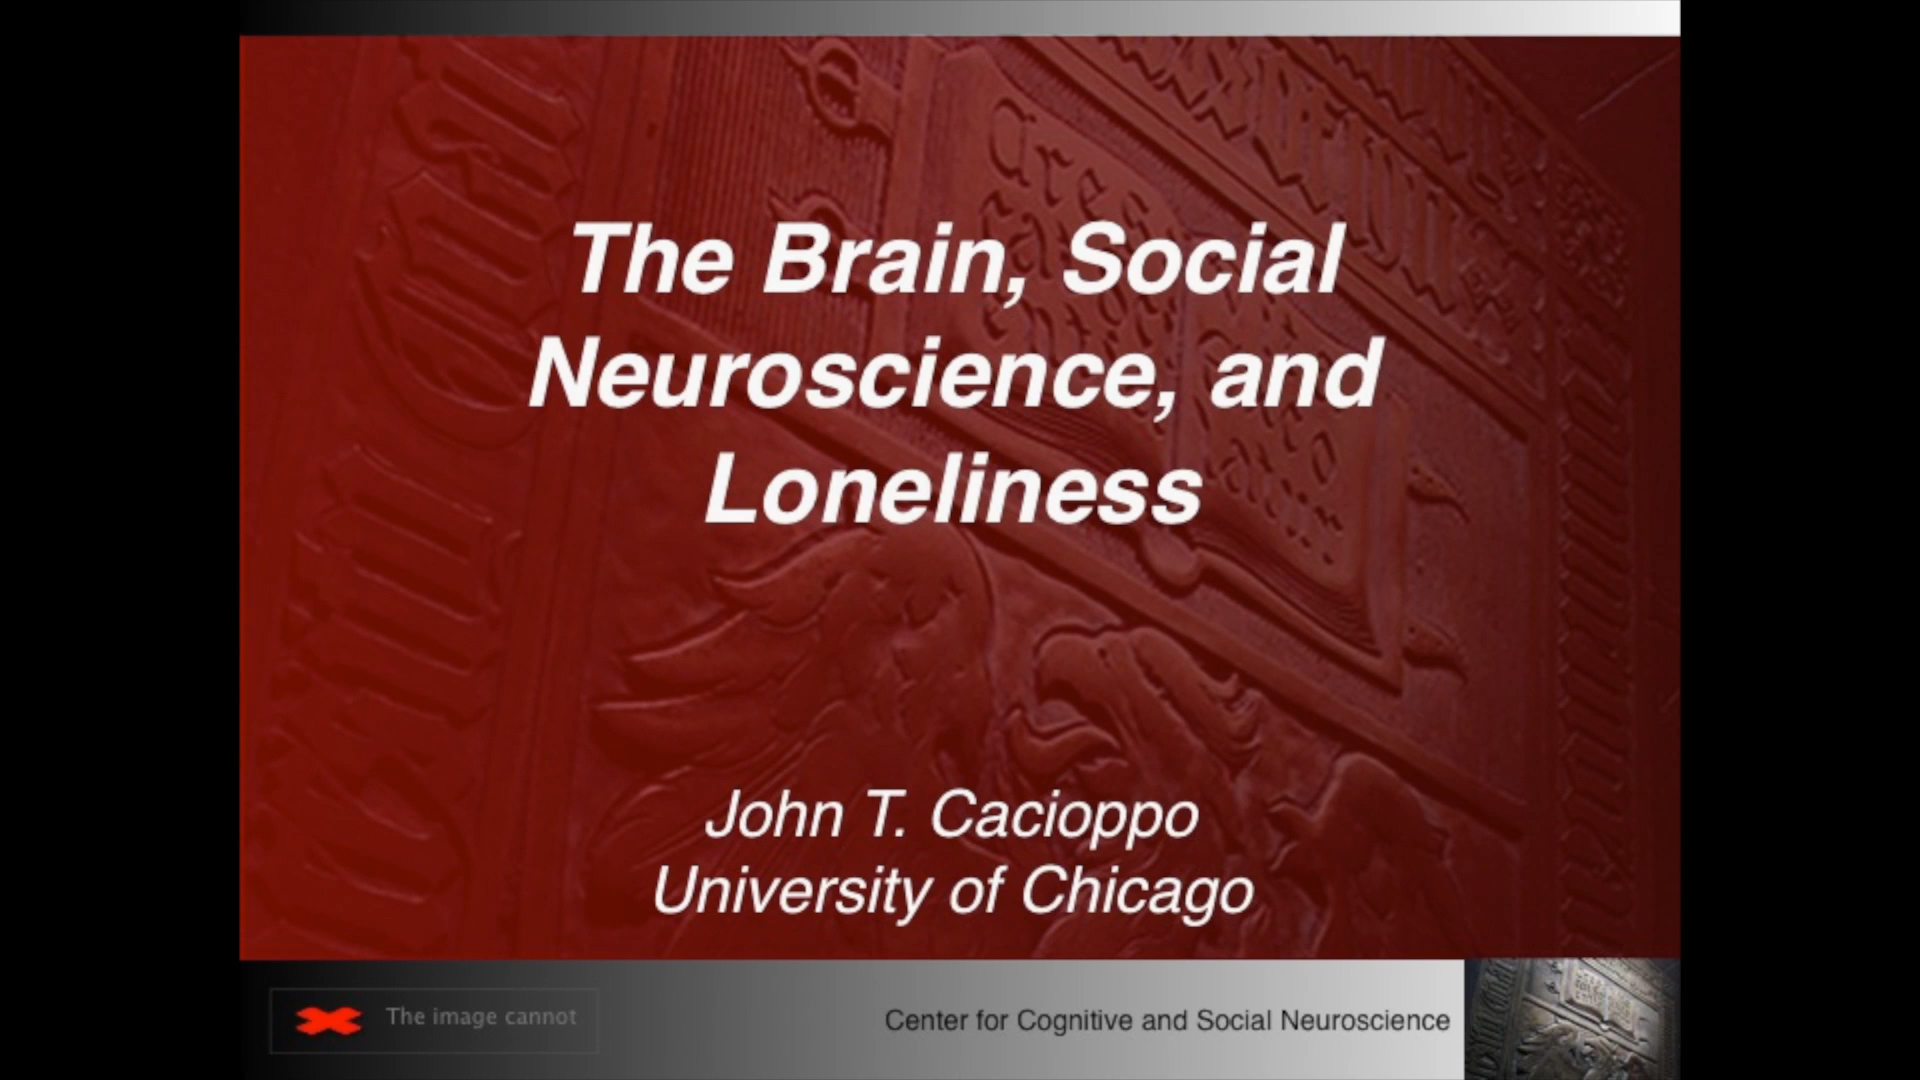 The Brain, Social
Neuroscience, and
Loneliness
John T. Cacioppo
University of Chicago
The image cannot
Center for Cognitive and Social Neuroscience